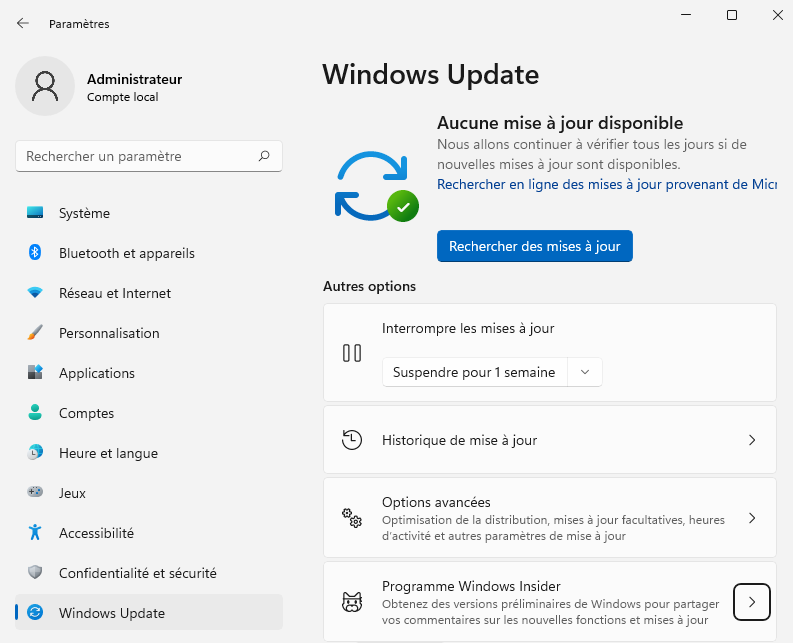 Paramètres
Administrateur
Compte local
Rechercher un paramètre
Système
Bluetooth et appareils
Réseau et Internet
Personnalisation
Applications
Comptes
Heure et langue
Jeux
Accessibilité
Confidentialité et sécurité
Windows Update
Windows Update
Aucune mise à jour disponible
Nous allons continuer à vérifier tous les jours si de
nouvelles mises à jour sont disponibles.
Rechercher en ligne des mises à jour provenant de Micr
Rechercher des mises à jour
Autres options
Interrompre les mises à jour
Suspendre pour 1 semaine
Historique de mise à jour
Options avancées
Optimisation de la distribution, mises à jour facultatives, heures
d’activité et autres paramètres de mise à jour
Programme Windows Insider
Obtenez des versions préliminaires de Windows pour partager
vos commentaires sur les nouvelles fonctions et mises à jour